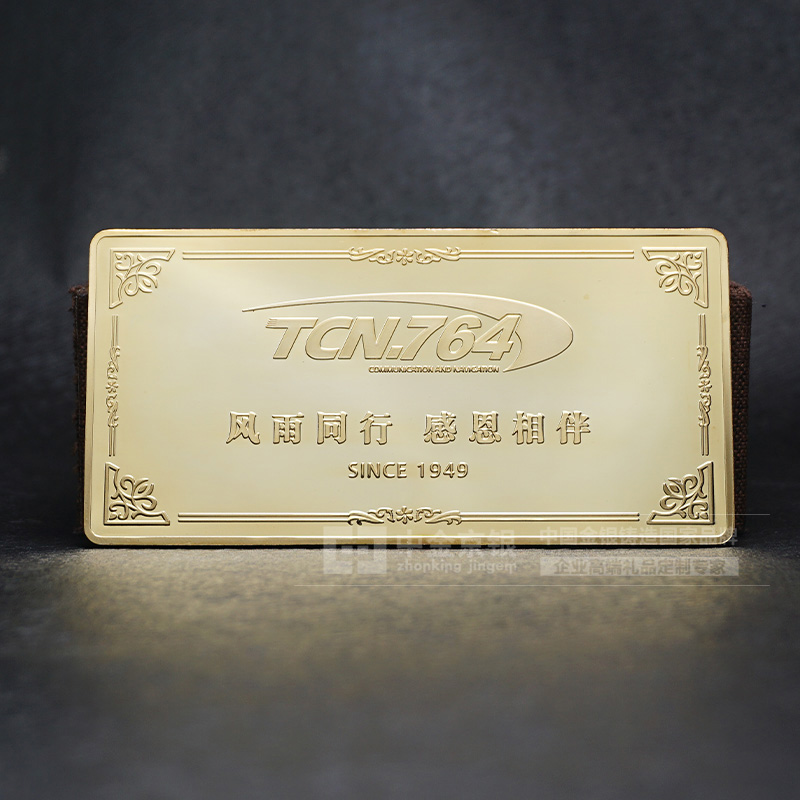 TCN.764
COMMUNICATION AND NAVIGATION
风雨同行 感恩相伴
SINCE 1949
中金京银
zhonking jingein
中国金银铸造国家品牌
企业高端礼品定制专家